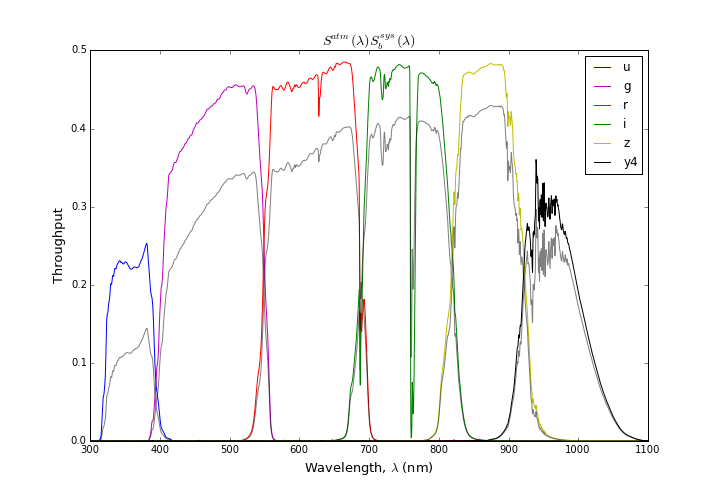 S^{atm}(λ)S_b^{sys}(λ)
0.5
0.4
0.3
0.2
0.1
0.0
Throughput
u
g
r
i
z
y4
300 400 500 600 700 800 900 1000 1100
Wavelength, λ (nm)